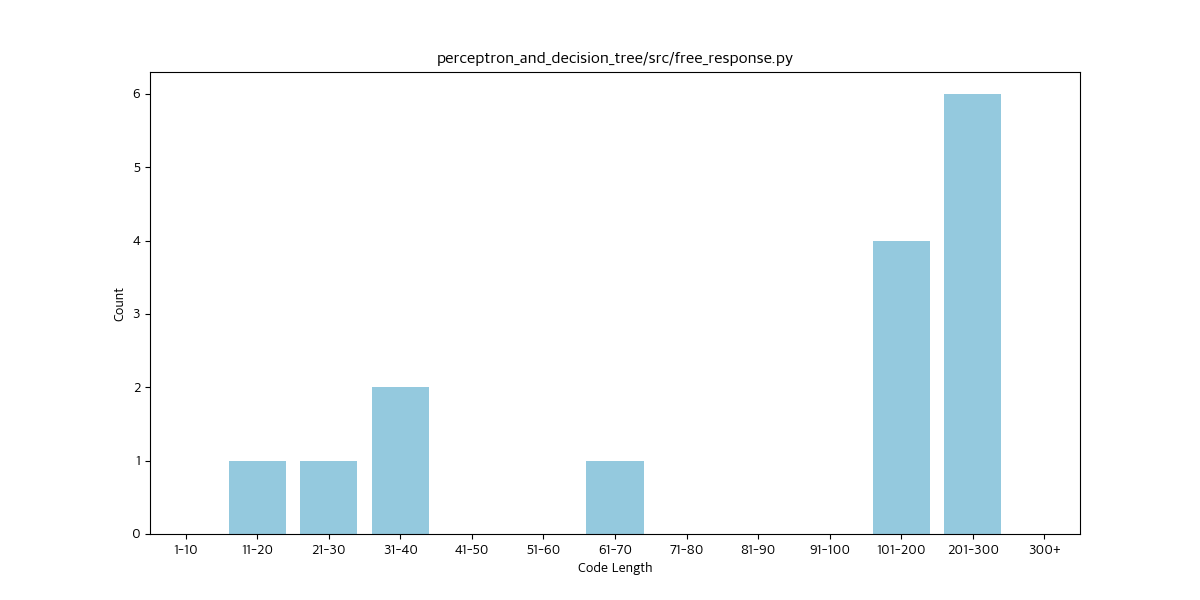 perceptron_and_decision_tree/src/free_response.py
6
5
4
3
2
1
0
Count
1-10 11-20 21-30 31-40 41-50 51-60 61-70 71-80 81-90 91-100 101-200 201-300 300+
Code Length